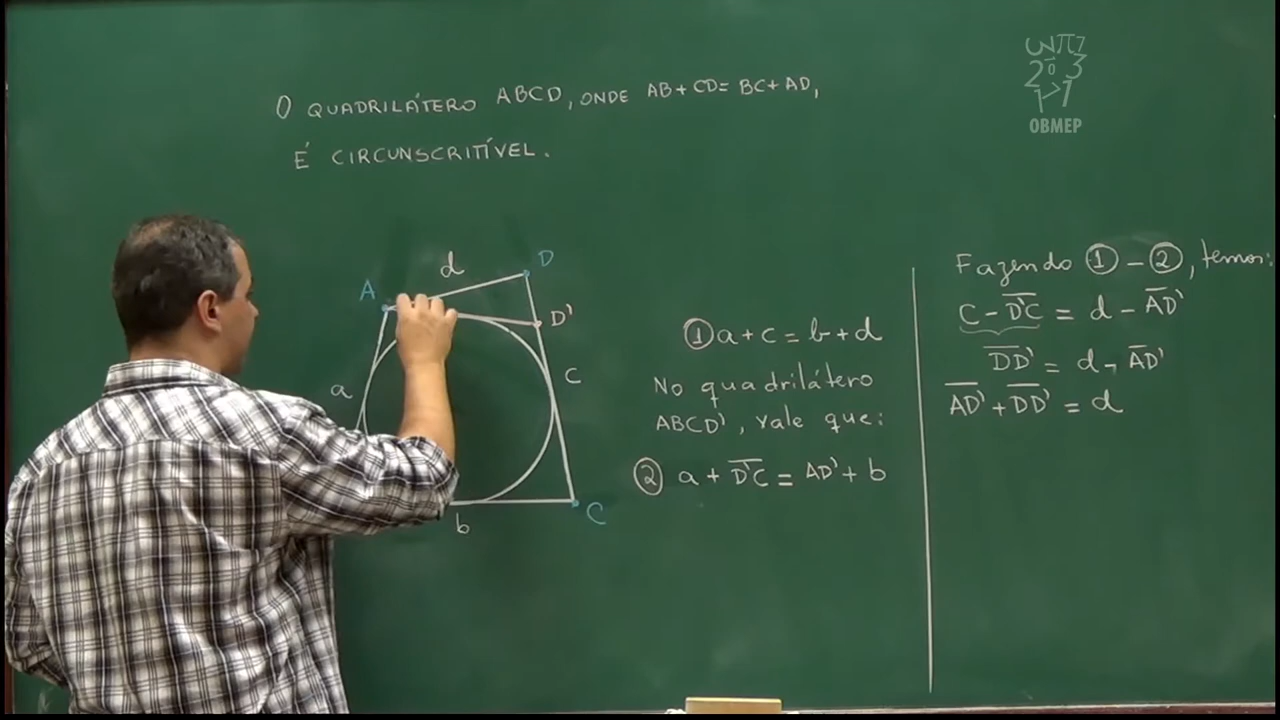 O QUADRILÁTERO ABCD, ONDE AB + CD = BC + AD,
É CIRCUNSCRITÍVEL.
OBMEP
d
D
A
D'
a
C
b
C
① a + c = b + d
No quadrilátero
ABCD', vale que:
② a + D'C = AD' + b
Fazendo ① - ②, temos:
C - D'C = d - AD'
DD' = d - AD'
AD' + DD' = d